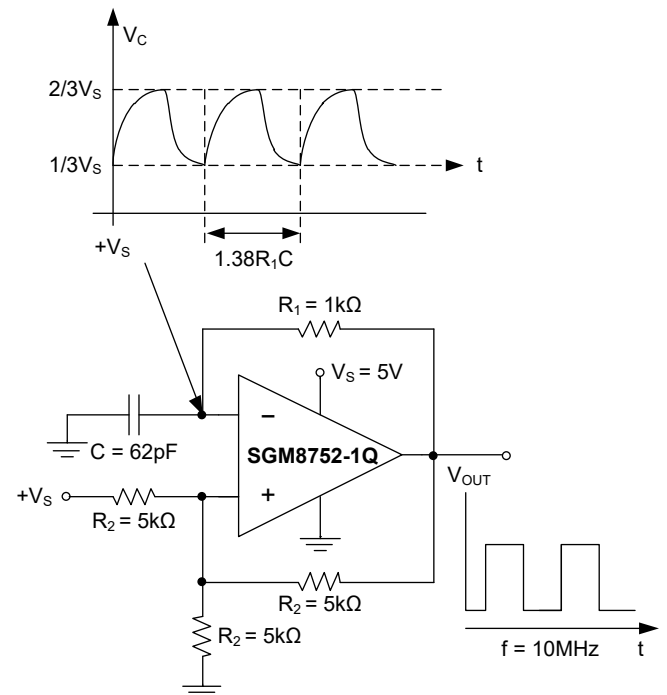 V_C
2/3V_S
1/3V_S
t
+V_S
1.38R_1C
R_1 = 1kΩ
V_S = 5V
−
C = 62pF
SGM8752-1Q
V_OUT
+V_S
+
R_2 = 5kΩ
R_2 = 5kΩ
R_2 = 5kΩ
f = 10MHz
t